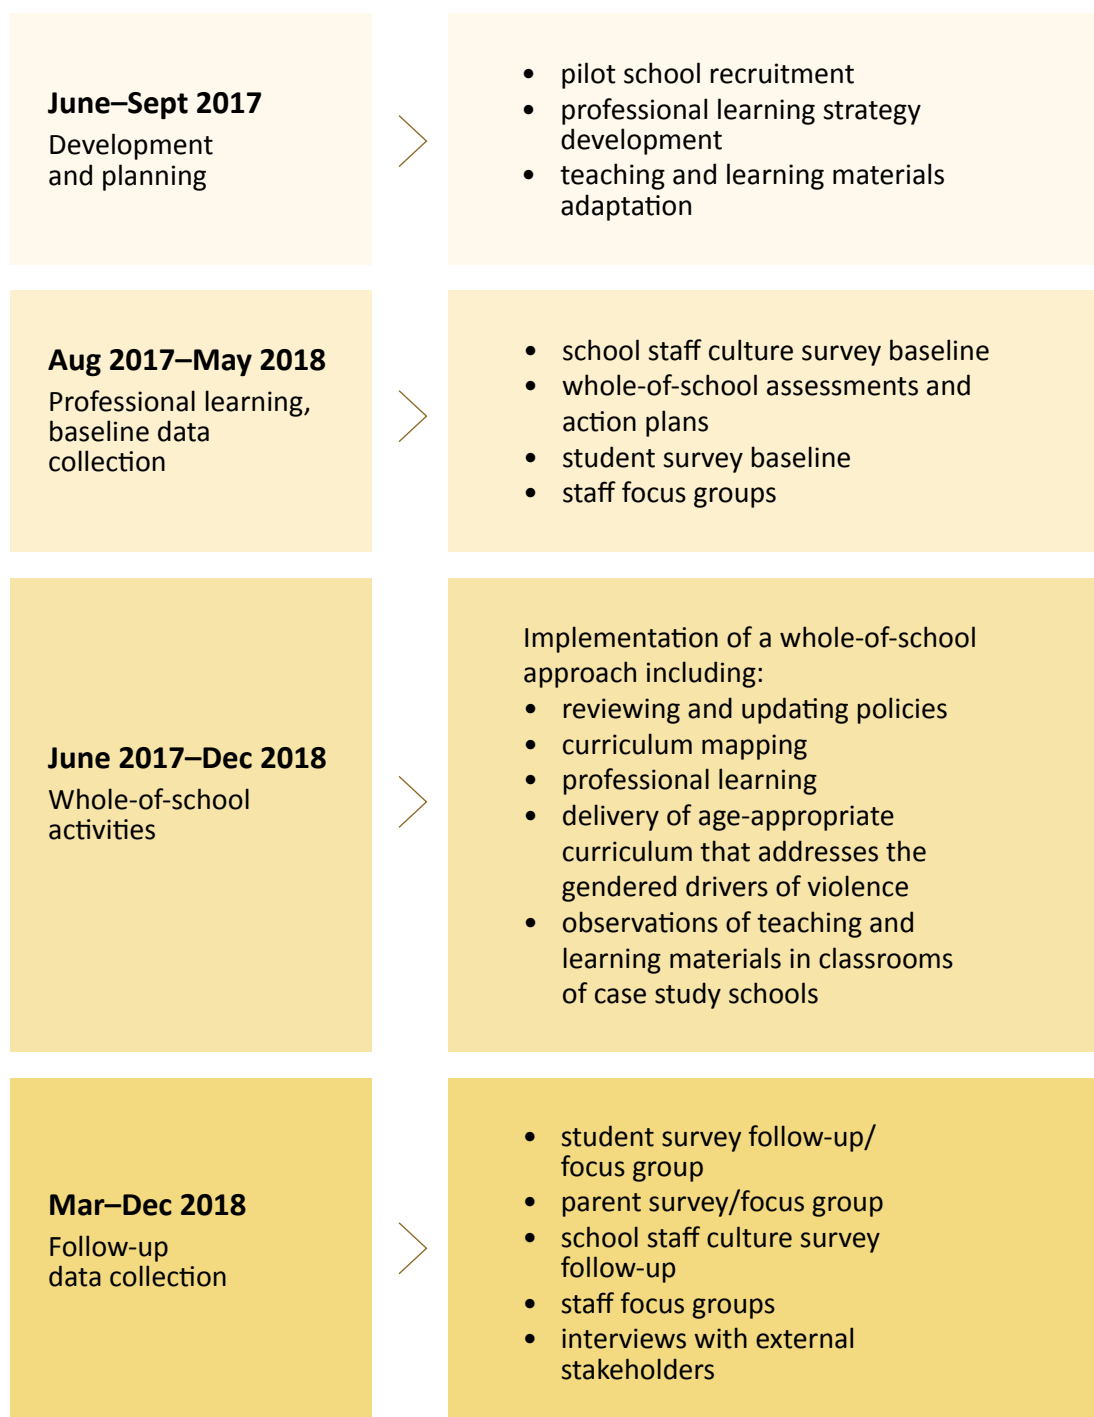 June–Sept 2017
Development
and planning
• pilot school recruitment
• professional learning strategy
development
• teaching and learning materials
adaptation
Aug 2017–May 2018
Professional learning,
baseline data
collection
• school staff culture survey baseline
• whole-of-school assessments and
action plans
• student survey baseline
• staff focus groups
June 2017–Dec 2018
Whole-of-school
activities
Implementation of a whole-of-school
approach including:
• reviewing and updating policies
• curriculum mapping
• professional learning
• delivery of age-appropriate
curriculum that addresses the
gendered drivers of violence
• observations of teaching and
learning materials in classrooms
of case study schools
Mar–Dec 2018
Follow-up
data collection
• student survey follow-up/
focus group
• parent survey/focus group
• school staff culture survey
follow-up
• staff focus groups
• interviews with external
stakeholders